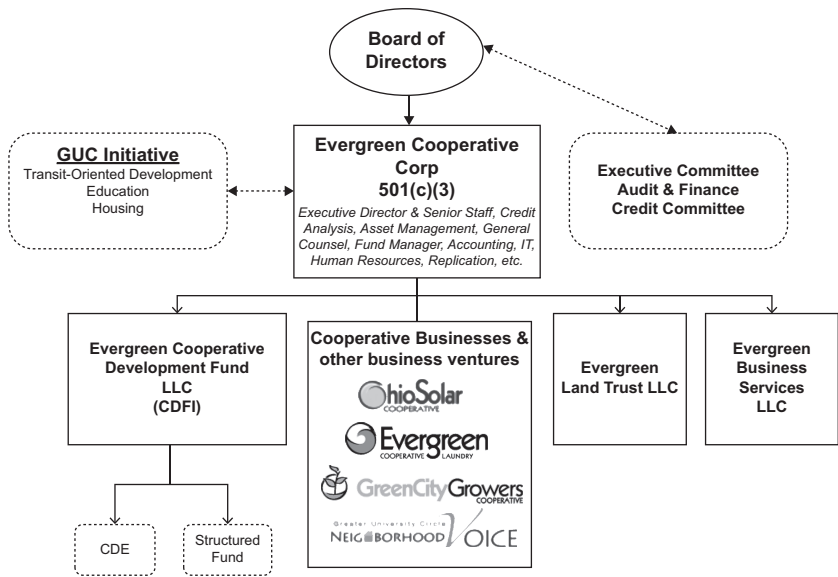 Board of
Directors
GUC Initiative
Transit-Oriented Development
Education
Housing
Evergreen Cooperative
Corp
501(c)(3)
Executive Director & Senior Staff, Credit
Analysis, Asset Management, General
Counsel, Fund Manager, Accounting, IT,
Human Resources, Replication, etc.
Executive Committee
Audit & Finance
Credit Committee
Evergreen Cooperative
Development Fund
LLC
(CDFI)
Cooperative Businesses &
other business ventures
OhioSolar
COOPERATIVE
Evergreen
COOPERATIVE LAUNDRY
GreenCityGrowers
COOPERATIVE
Greater University Circle
NEIGHBORHOOD VOICE
Evergreen
Land Trust LLC
Evergreen
Business
Services
LLC
CDE
Structured
Fund